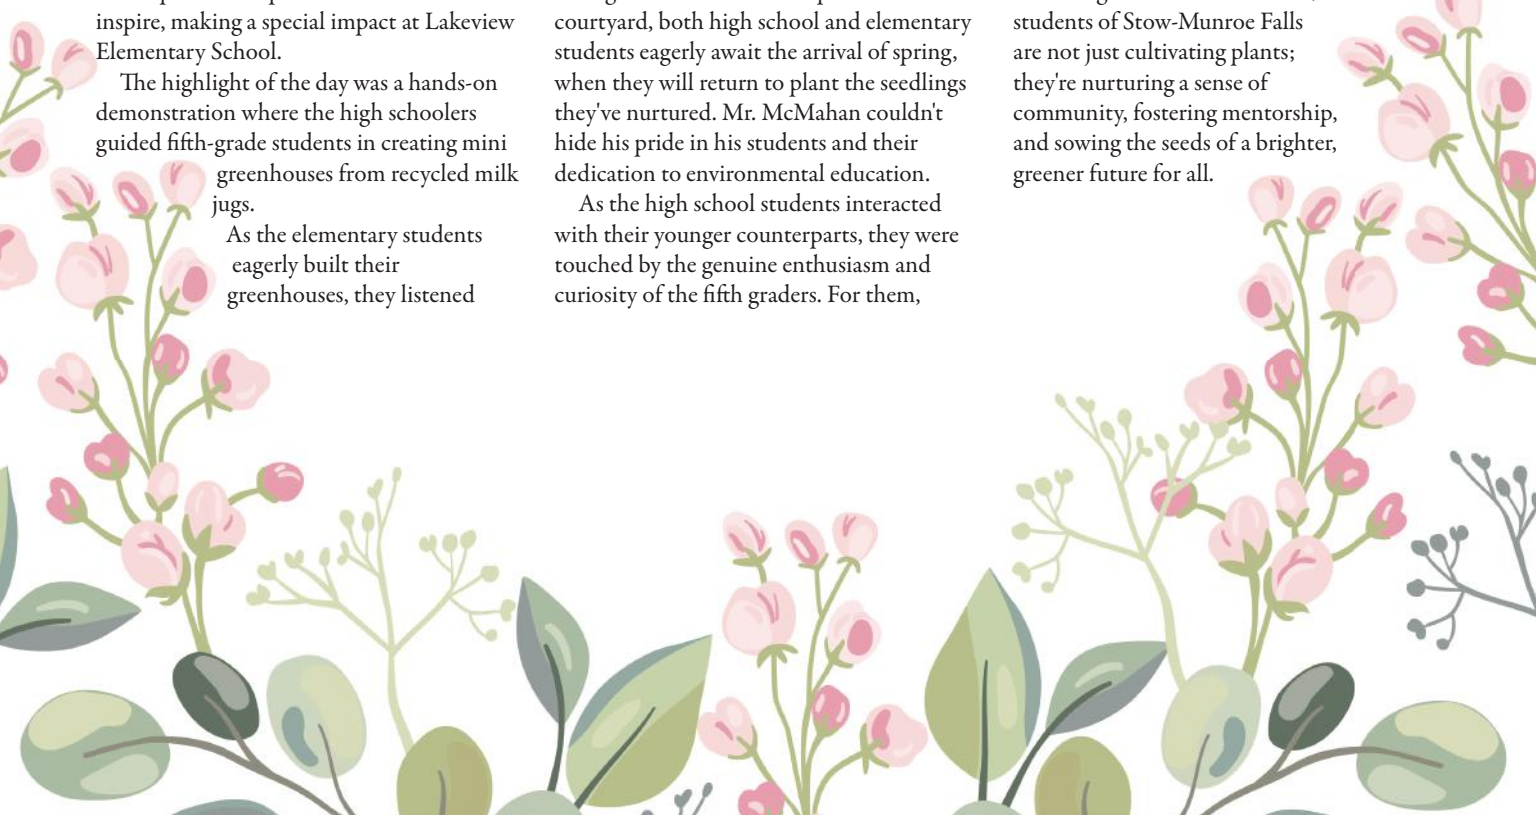 inspire, making a special impact at Lakeview
Elementary School.
The highlight of the day was a hands-on
demonstration where the high schoolers
guided fifth-grade students in creating mini
greenhouses from recycled milk
jugs.
As the elementary students
eagerly built their
greenhouses, they listened
courtyard, both high school and elementary
students eagerly await the arrival of spring,
when they will return to plant the seedlings
they've nurtured. Mr. McMahan couldn't
hide his pride in his students and their
dedication to environmental education.
As the high school students interacted
with their younger counterparts, they were
touched by the genuine enthusiasm and
curiosity of the fifth graders. For them,
students of Stow-Munroe Falls
are not just cultivating plants;
they're nurturing a sense of
community, fostering mentorship,
and sowing the seeds of a brighter,
greener future for all.